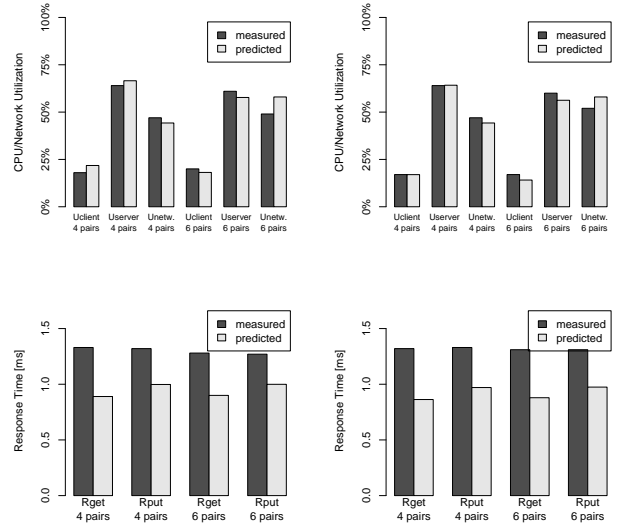 CPU/Network Utilization
0% 25% 50% 75% 100%
measured
predicted
Uclient Userver Unetw. Uclient Userver Unetw.
4 pairs 4 pairs 4 pairs 6 pairs 6 pairs 6 pairs
CPU/Network Utilization
0% 25% 50% 75% 100%
measured
predicted
Uclient Userver Unetw. Uclient Userver Unetw.
4 pairs 4 pairs 4 pairs 6 pairs 6 pairs 6 pairs
Response Time [ms]
0.0 0.5 1.0 1.5
measured
predicted
Rget Rput Rget Rput
4 pairs 4 pairs 6 pairs 6 pairs
Response Time [ms]
0.0 0.5 1.0 1.5
measured
predicted
Rget Rput Rget Rput
4 pairs 4 pairs 6 pairs 6 pairs